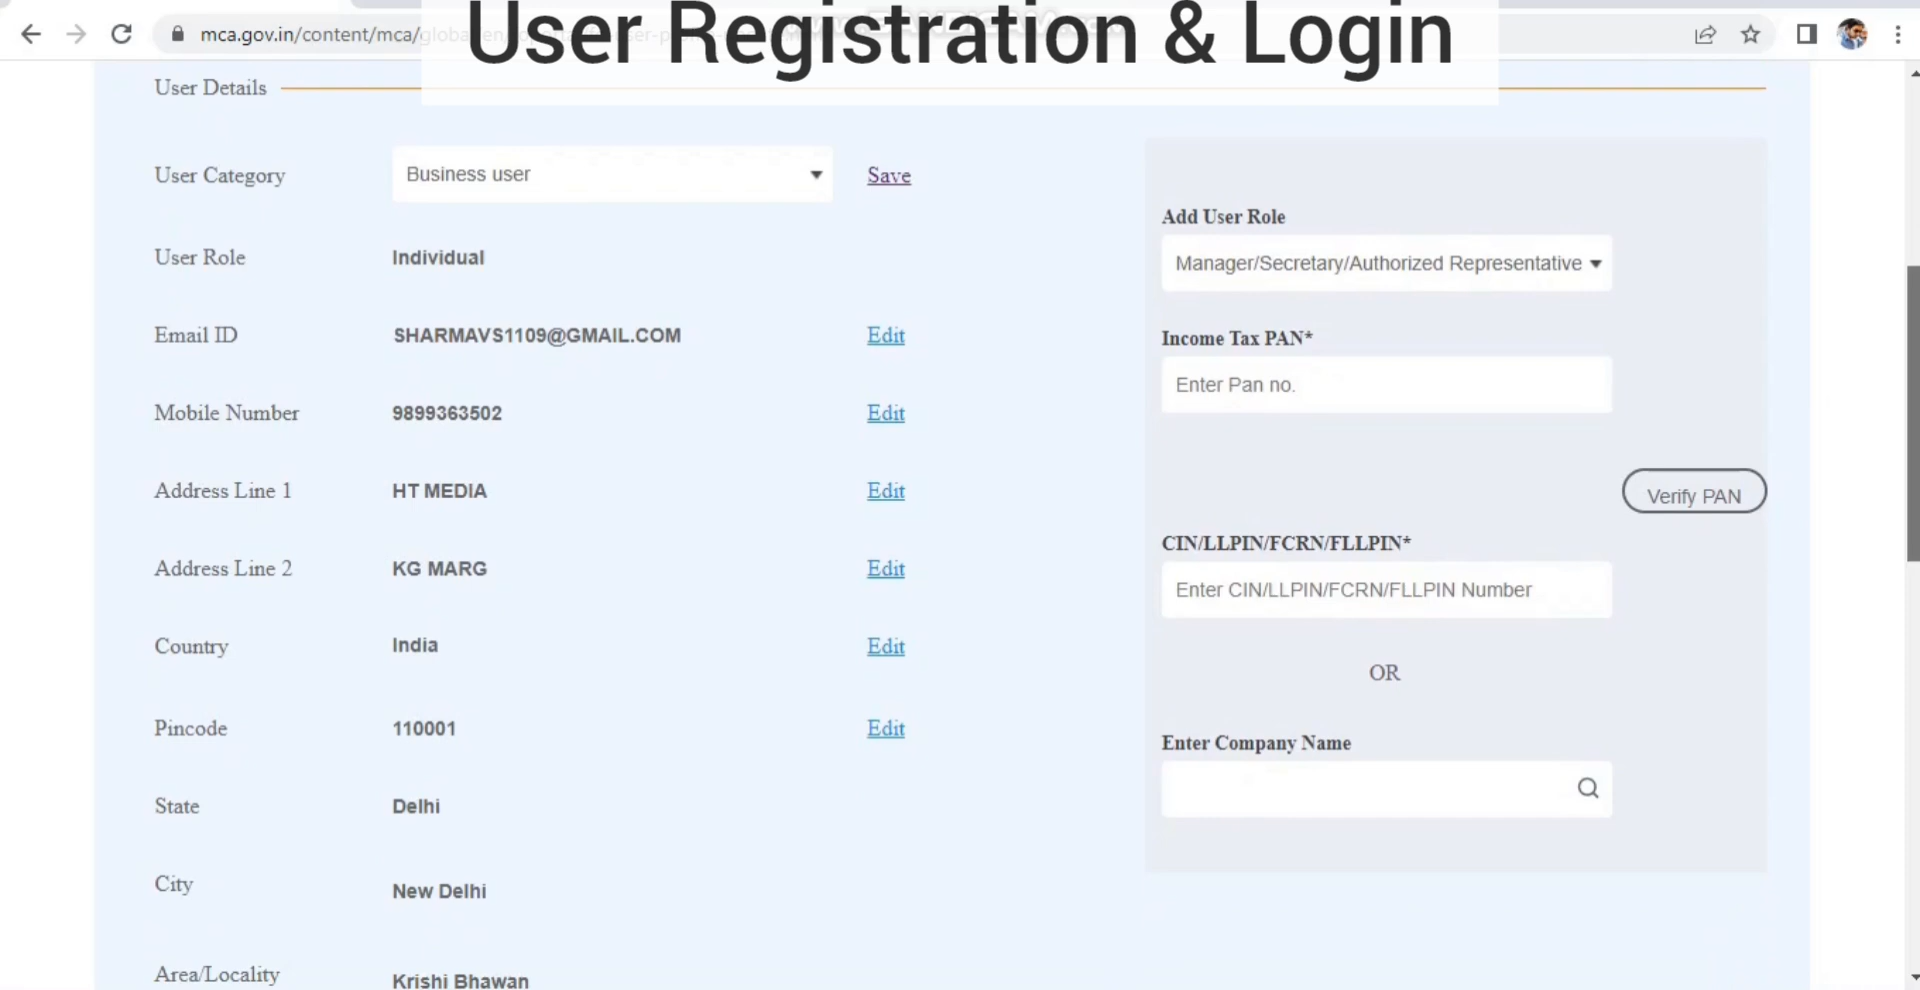 User Registration & Login
mca.gov.in/content/mca/
User Details
User Category
Business user
Save
User Role
Individual
Email ID
SHARMAVS1109@GMAIL.COM
Edit
Mobile Number
9899363502
Edit
Address Line 1
HT MEDIA
Edit
Address Line 2
KG MARG
Edit
Country
India
Edit
Pincode
110001
Edit
State
Delhi
City
New Delhi
Area/Locality
Krishi Bhawan
Add User Role
Manager/Secretary/Authorized Representative
Income Tax PAN*
Enter Pan no.
Verify PAN
CIN/LLPIN/FCRN/FLLPIN*
Enter CIN/LLPIN/FCRN/FLLPIN Number
OR
Enter Company Name